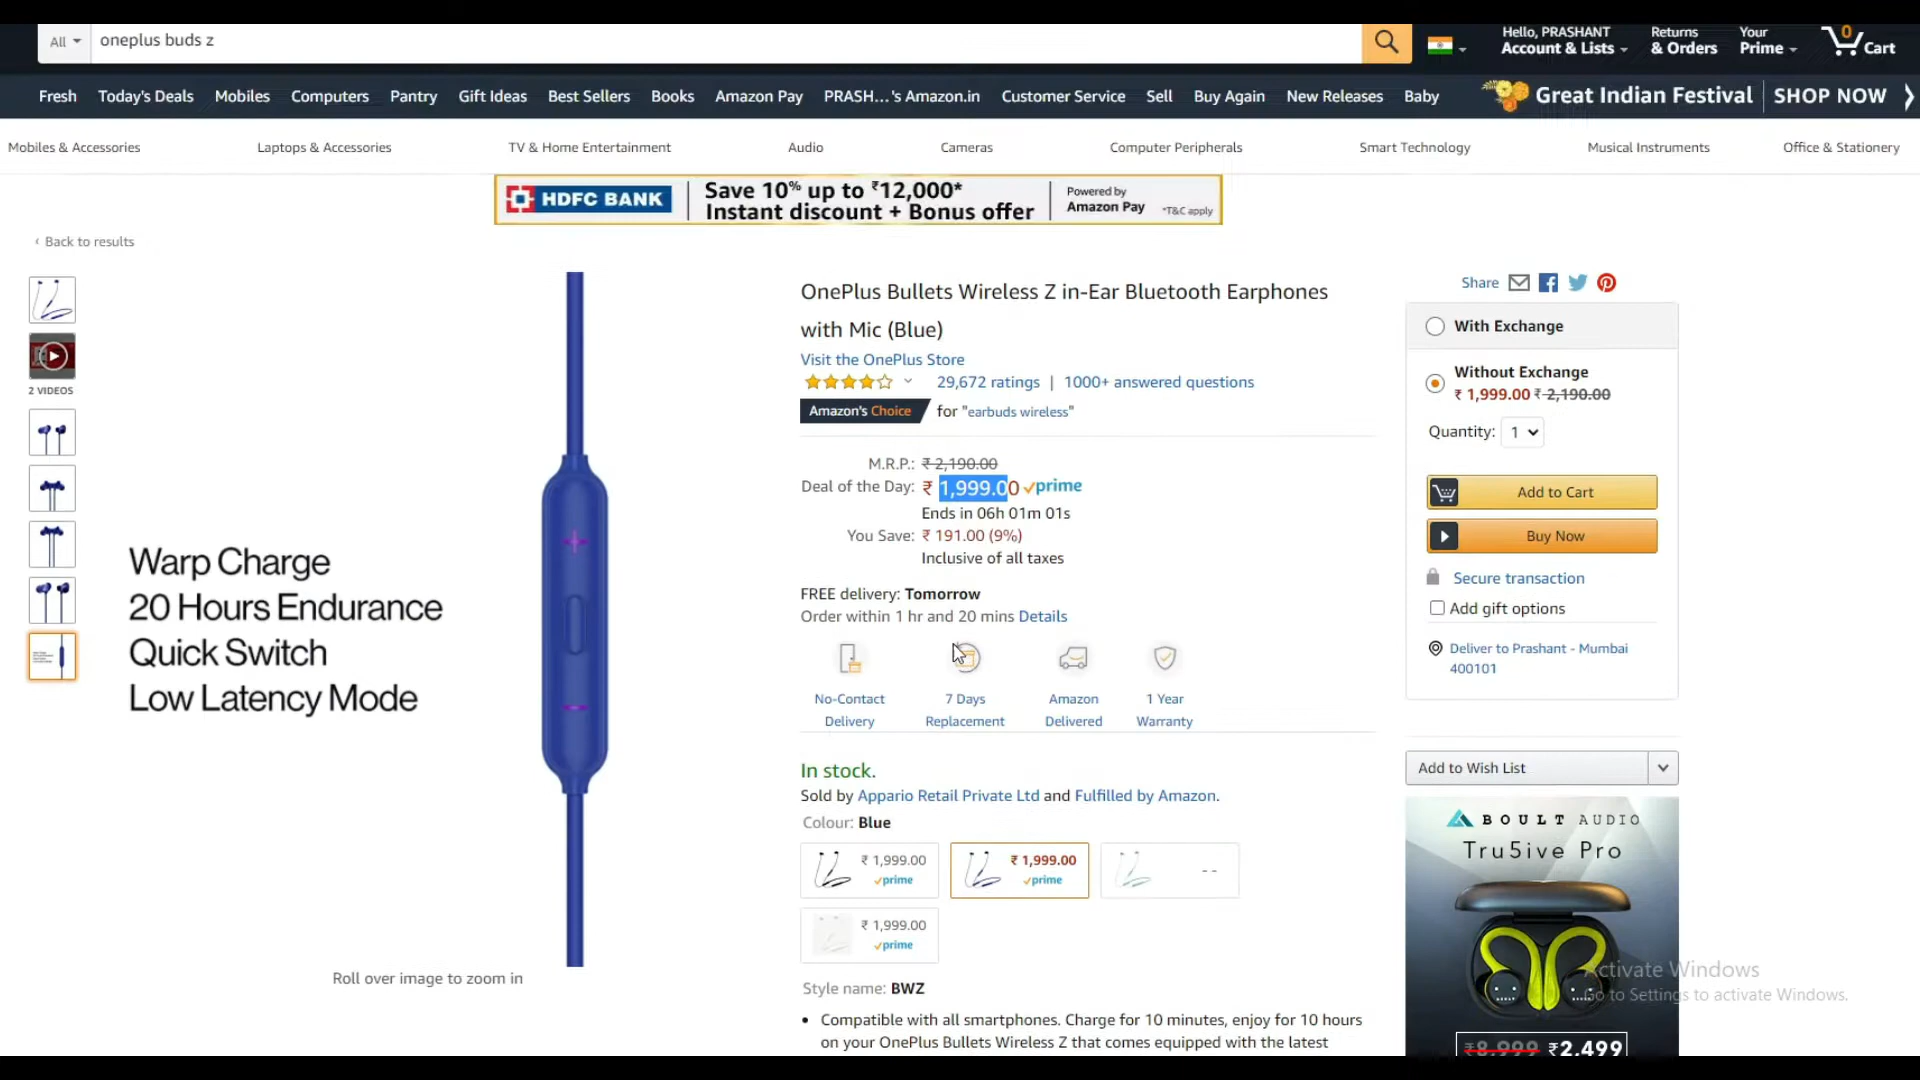 All
oneplus buds z
Hello, PRASHANT
Account & Lists
Returns
& Orders
Your
Prime
0
Cart
Fresh
Today's Deals
Mobiles
Computers
Pantry
Gift Ideas
Best Sellers
Books
Amazon Pay
PRASH...'s Amazon.in
Customer Service
Sell
Buy Again
New Releases
Baby
Great Indian Festival
SHOP NOW
Mobiles & Accessories
Laptops & Accessories
TV & Home Entertainment
Audio
Cameras
Computer Peripherals
Smart Technology
Musical Instruments
Office & Stationery
HDFC BANK
Save 10% up to ₹12,000*
Instant discount + Bonus offer
Powered by
Amazon Pay
*T&C apply
‹ Back to results
2 VIDEOS
Warp Charge
20 Hours Endurance
Quick Switch
Low Latency Mode
Roll over image to zoom in
OnePlus Bullets Wireless Z in-Ear Bluetooth Earphones
with Mic (Blue)
Visit the OnePlus Store
29,672 ratings | 1000+ answered questions
Amazon's Choice for "earbuds wireless"
M.R.P.: ₹ 2,190.00
Deal of the Day: ₹ 1,999.00 prime
Ends in 06h 01m 01s
You Save: ₹ 191.00 (9%)
Inclusive of all taxes
FREE delivery: Tomorrow
Order within 1 hr and 20 mins Details
No-Contact
Delivery
7 Days
Replacement
Amazon
Delivered
1 Year
Warranty
In stock.
Sold by Appario Retail Private Ltd and Fulfilled by Amazon.
Colour: Blue
₹ 1,999.00
prime
₹ 1,999.00
prime
- -
₹ 1,999.00
prime
Style name: BWZ
• Compatible with all smartphones. Charge for 10 minutes, enjoy for 10 hours
on your OnePlus Bullets Wireless Z that comes equipped with the latest
Share
With Exchange
Without Exchange
₹ 1,999.00 ₹ 2,190.00
Quantity: 1
Add to Cart
Buy Now
Secure transaction
Add gift options
Deliver to Prashant - Mumbai
400101
Add to Wish List
BOULT AUDIO
Tru5ive Pro
₹8,999 ₹2,499
Activate Windows
Go to Settings to activate Windows.